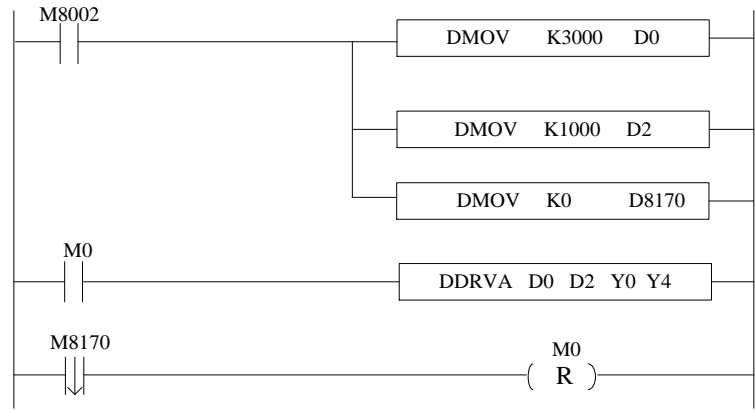 M8002
DMOV K3000 D0
DMOV K1000 D2
DMOV K0 D8170
M0
DDRVA D0 D2 Y0 Y4
M8170
M0
( R )